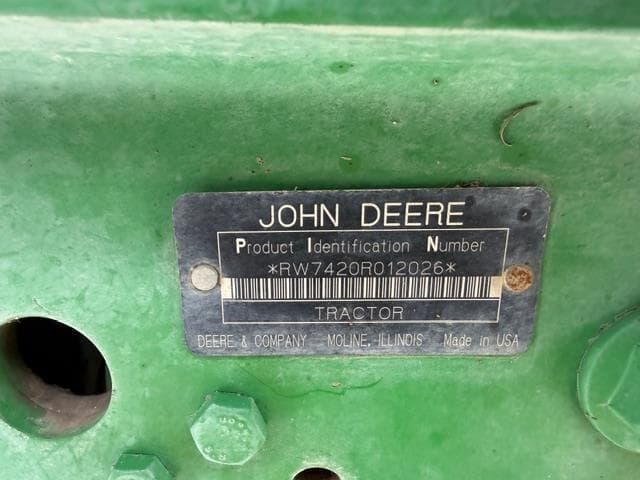 JOHN DEERE
Product Identification Number
*RW7420R012026*
TRACTOR
DEERE & COMPANY MOLINE, ILLINOIS Made in USA